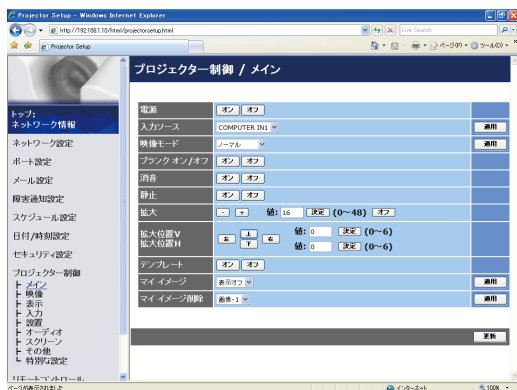 Projector Setup - Windows Internet Explorer
http://192.168.1.10/html/projectorsetup.html
Live Search
Projector Setup
ページ(P)
ツール(O)
プロジェクター制御 / メイン
トップ:
ネットワーク情報
ネットワーク設定
ポート設定
メール設定
障害通知設定
スケジュール設定
日付/時刻設定
セキュリティ設定
プロジェクター制御
メイン
映像
表示
入力
設置
オーディオ
スクリーン
その他
特別な設定
リモートコントロール
電源 オン オフ
入力ソース COMPUTER IN1 適用
映像モード ノーマル 適用
ブランク オン/オフ オン オフ
消音 オン オフ
静止 オン オフ
拡大 - + 値: 16 決定 (0~48) オフ
拡大位置V 左 上 右 値: 0 決定 (0~6)
拡大位置H 下 値: 0 決定 (0~6)
テンプレート オン オフ
マイ イメージ 表示オフ 適用
マイ イメージ削除 画像-1 適用
更新
ページが表示されました
インターネット
100%